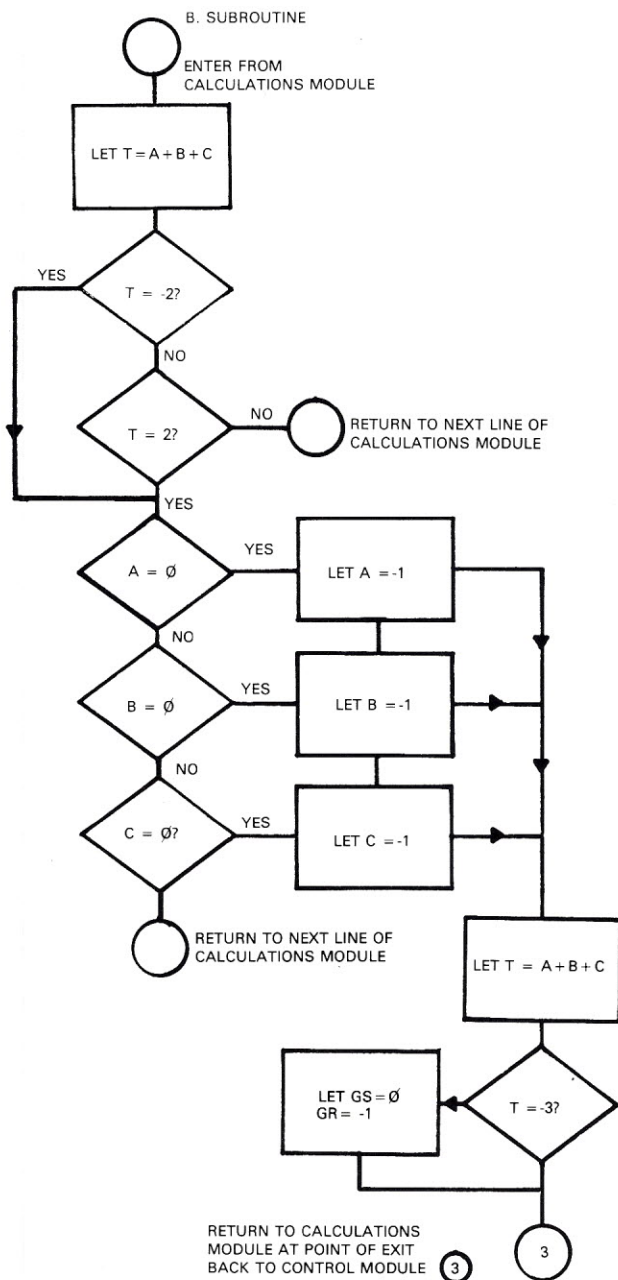 B. SUBROUTINE
ENTER FROM
CALCULATIONS MODULE
LET T = A + B + C
YES
T = -2?
NO
T = 2?
NO
RETURN TO NEXT LINE OF
CALCULATIONS MODULE
YES
A = Ø
YES
LET A = -1
NO
B = Ø
YES
LET B = -1
NO
C = Ø?
YES
LET C = -1
RETURN TO NEXT LINE OF
CALCULATIONS MODULE
LET T = A + B + C
T = -3?
LET GS = Ø
GR = -1
RETURN TO CALCULATIONS
MODULE AT POINT OF EXIT
BACK TO CONTROL MODULE 3
3